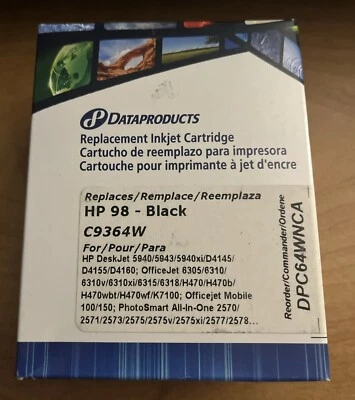 DATAPRODUCTS
Replacement Inkjet Cartridge
Cartucho de reemplazo para impresora
Cartouche pour imprimante à jet d'encre
Replaces/Remplace/Reemplaza
HP 98 - Black
C9364W
For/Pour/Para
HP DeskJet 5940/5943/5940xi/D4145/
D4155/D4160; OfficeJet 6305/6310/
6310v/6310xi/6315/6318/H470/H470b/
H470wbt/H470wf/K7100; Officejet Mobile
100/150; PhotoSmart All-In-One 2570/
2571/2573/2575/2575v/2575xi/2577/2578...
Reorder/Commander/Ordene
DPC64WNCA